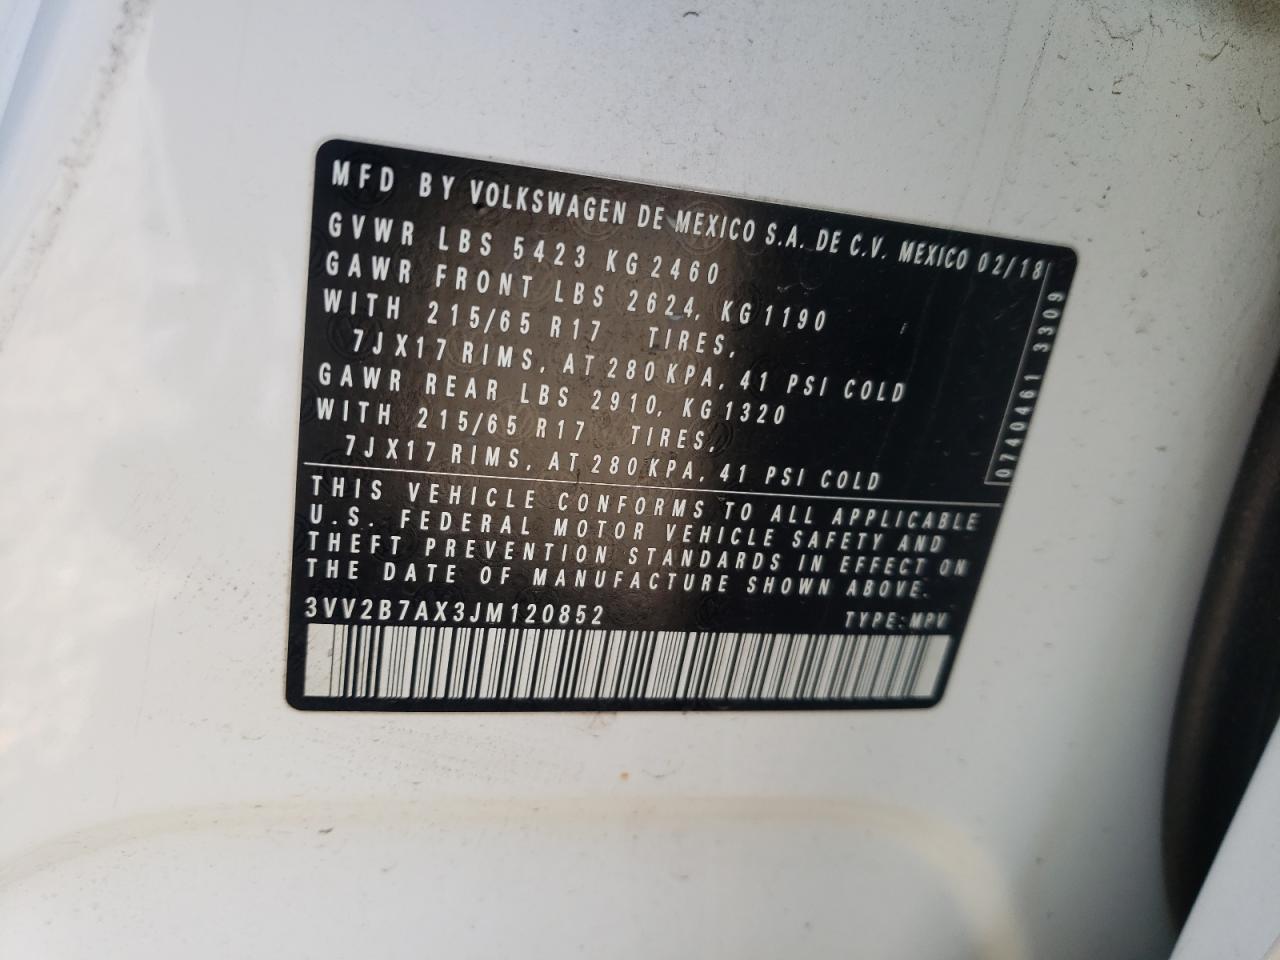 MFD BY VOLKSWAGEN DE MEXICO S.A. DE C.V. MEXICO 02/18
GVWR LBS 5423 KG 2460
GAWR FRONT LBS 2624, KG 1190
WITH 215/65 R17 TIRES,
7JX17 RIMS, AT 280 KPA, 41 PSI COLD
GAWR REAR LBS 2910, KG 1320
WITH 215/65 R17 TIRES,
7JX17 RIMS, AT 280 KPA, 41 PSI COLD
0740461 3309
THIS VEHICLE CONFORMS TO ALL APPLICABLE
U.S. FEDERAL MOTOR VEHICLE SAFETY AND
THEFT PREVENTION STANDARDS IN EFFECT ON
THE DATE OF MANUFACTURE SHOWN ABOVE.
3VV2B7AX3JM120852 TYPE: MPV